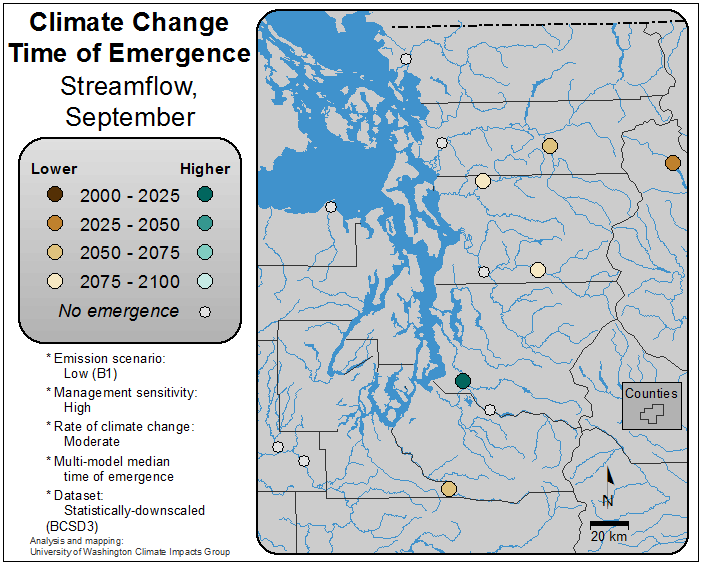 Climate Change
Time of Emergence
Streamflow,
September
Lower Higher
2000 - 2025
2025 - 2050
2050 - 2075
2075 - 2100
No emergence
* Emission scenario:
Low (B1)
* Management sensitivity:
High
* Rate of climate change:
Moderate
* Multi-model median
time of emergence
* Dataset:
Statistically-downscaled
(BCSD3)
Analysis and mapping:
University of Washington Climate Impacts Group
Counties
N
20 km